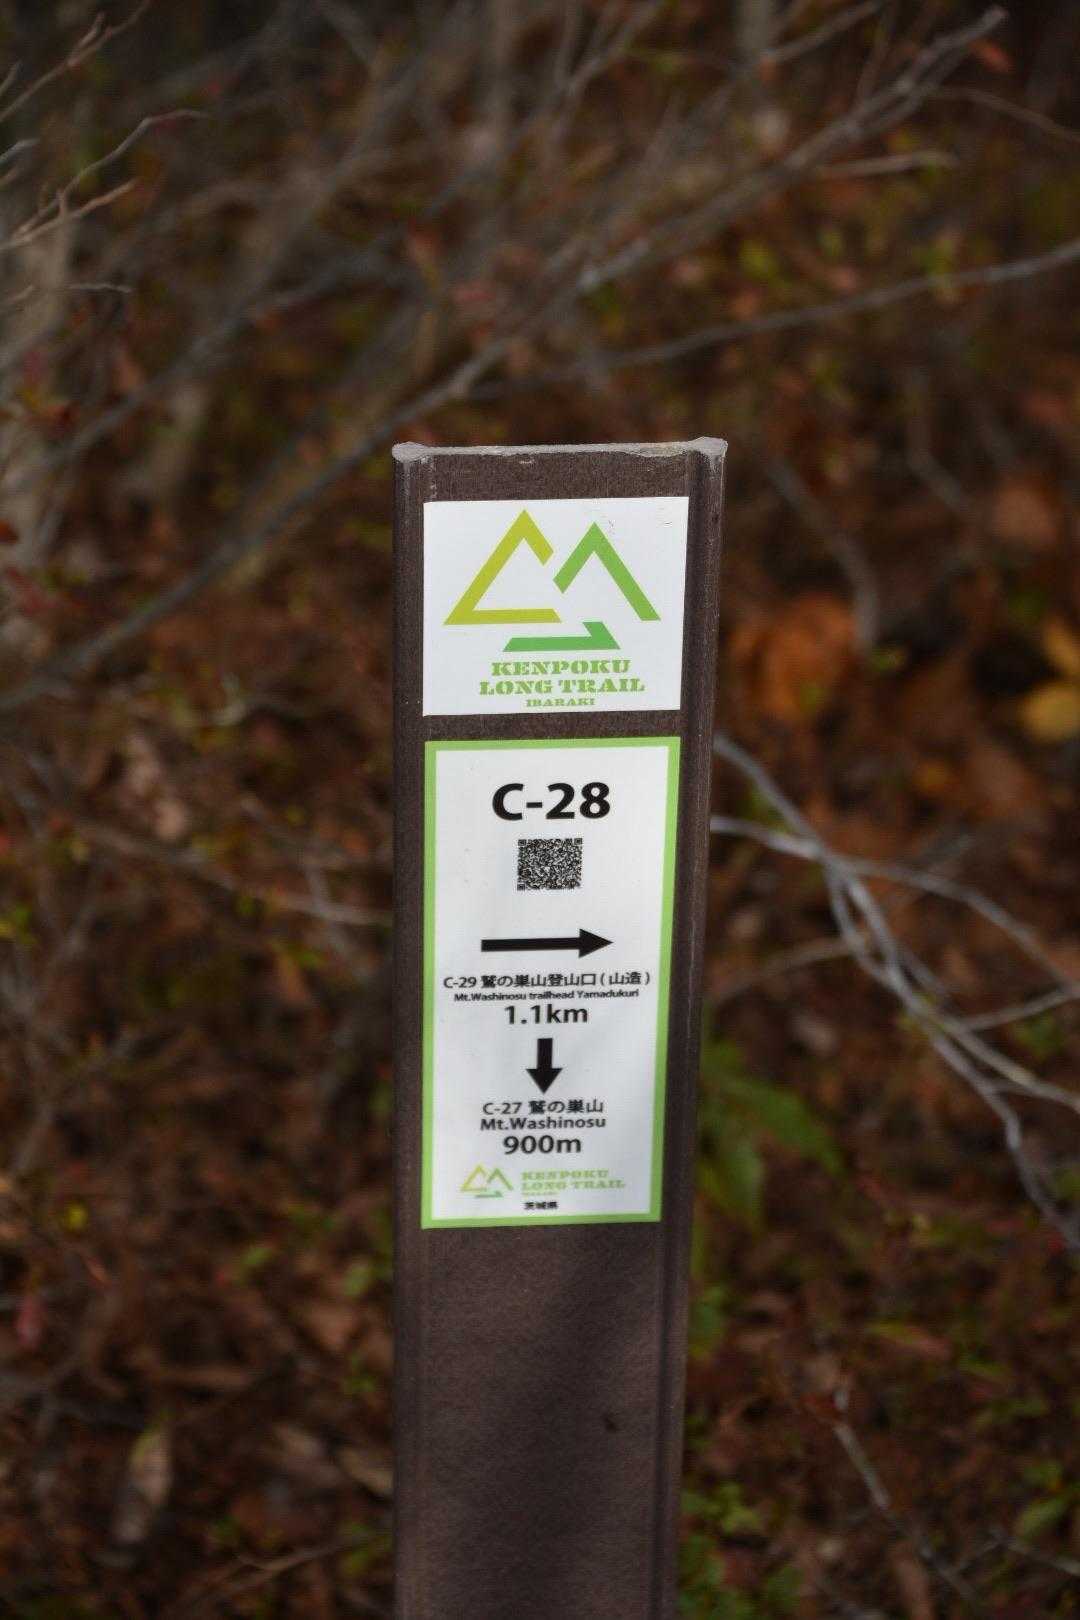 KENPOKU
LONG TRAIL
IBARAKI
C-28
C-29 鷲の巣山登山口 ( 山造 )
Mt.Washinosu trailhead Yamadukuri
1.1km
C-27 鷲の巣山
Mt.Washinosu
900m
KENPOKU
LONG TRAIL
IBARAKI
茨城県